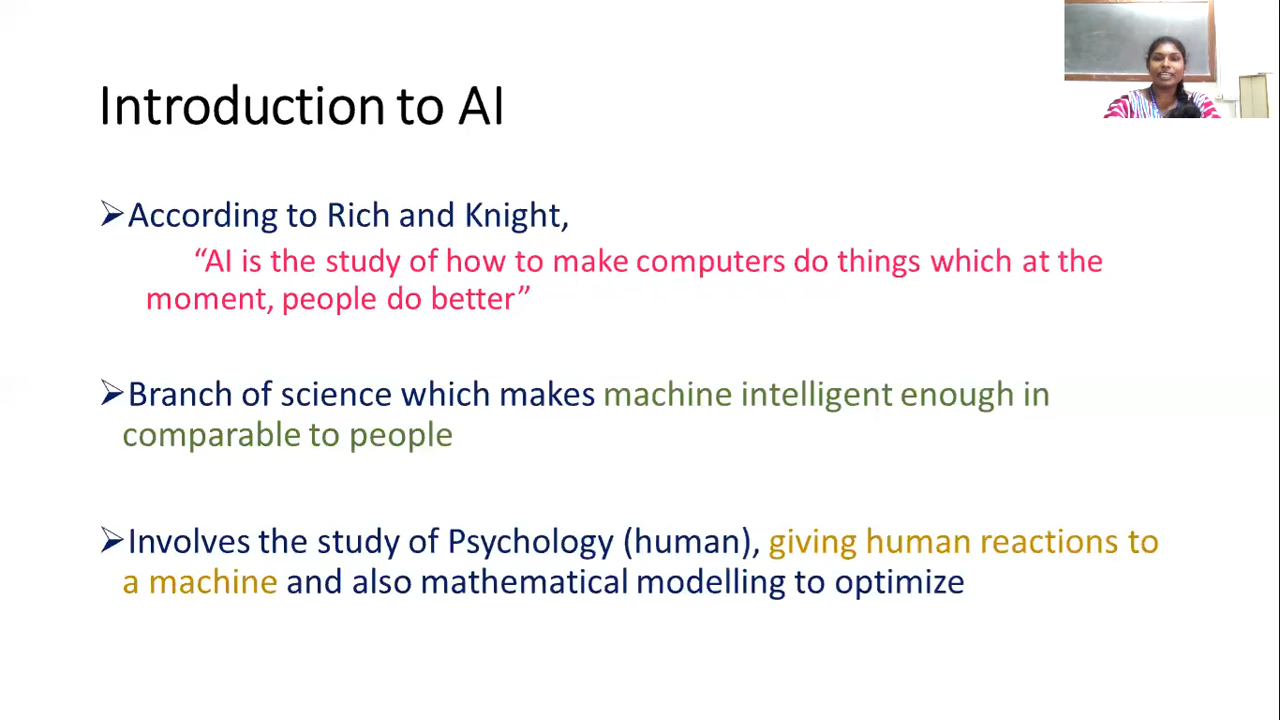 Introduction to AI
➢According to Rich and Knight,
“AI is the study of how to make computers do things which at the
moment, people do better”
➢Branch of science which makes machine intelligent enough in
comparable to people
➢Involves the study of Psychology (human), giving human reactions to
a machine and also mathematical modelling to optimize